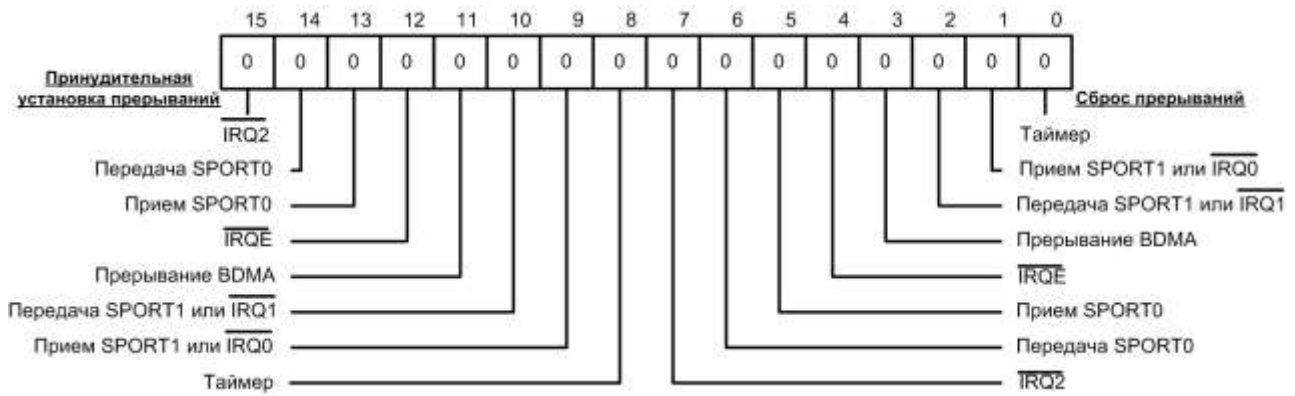 15 14 13 12 11 10 9 8 7 6 5 4 3 2 1 0
0 0 0 0 0 0 0 0 0 0 0 0 0 0 0 0
Принудительная
установка прерываний
Сброс прерываний
IRQ2
Таймер
Передача SPORT0
Прием SPORT1 или IRQ0
Прием SPORT0
Передача SPORT1 или IRQ1
IRQE
Прерывание BDMA
Прерывание BDMA
IRQE
Передача SPORT1 или IRQ1
Прием SPORT0
Прием SPORT1 или IRQ0
Передача SPORT0
Таймер
IRQ2